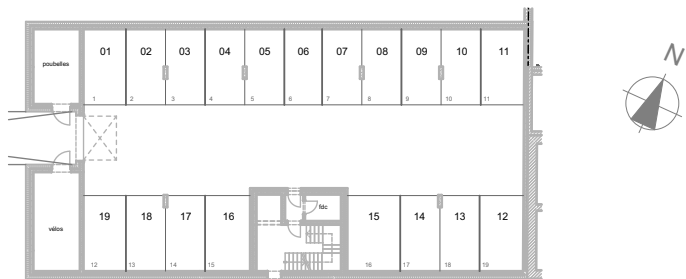 01 02 03 04 05 06 07 08 09 10 11
poubelles
1 2 3 4 5 6 7 8 9 10 11
N
X
19 18 17 16 15 14 13 12
fdc
vélos
12 13 14 15 16 17 18 19